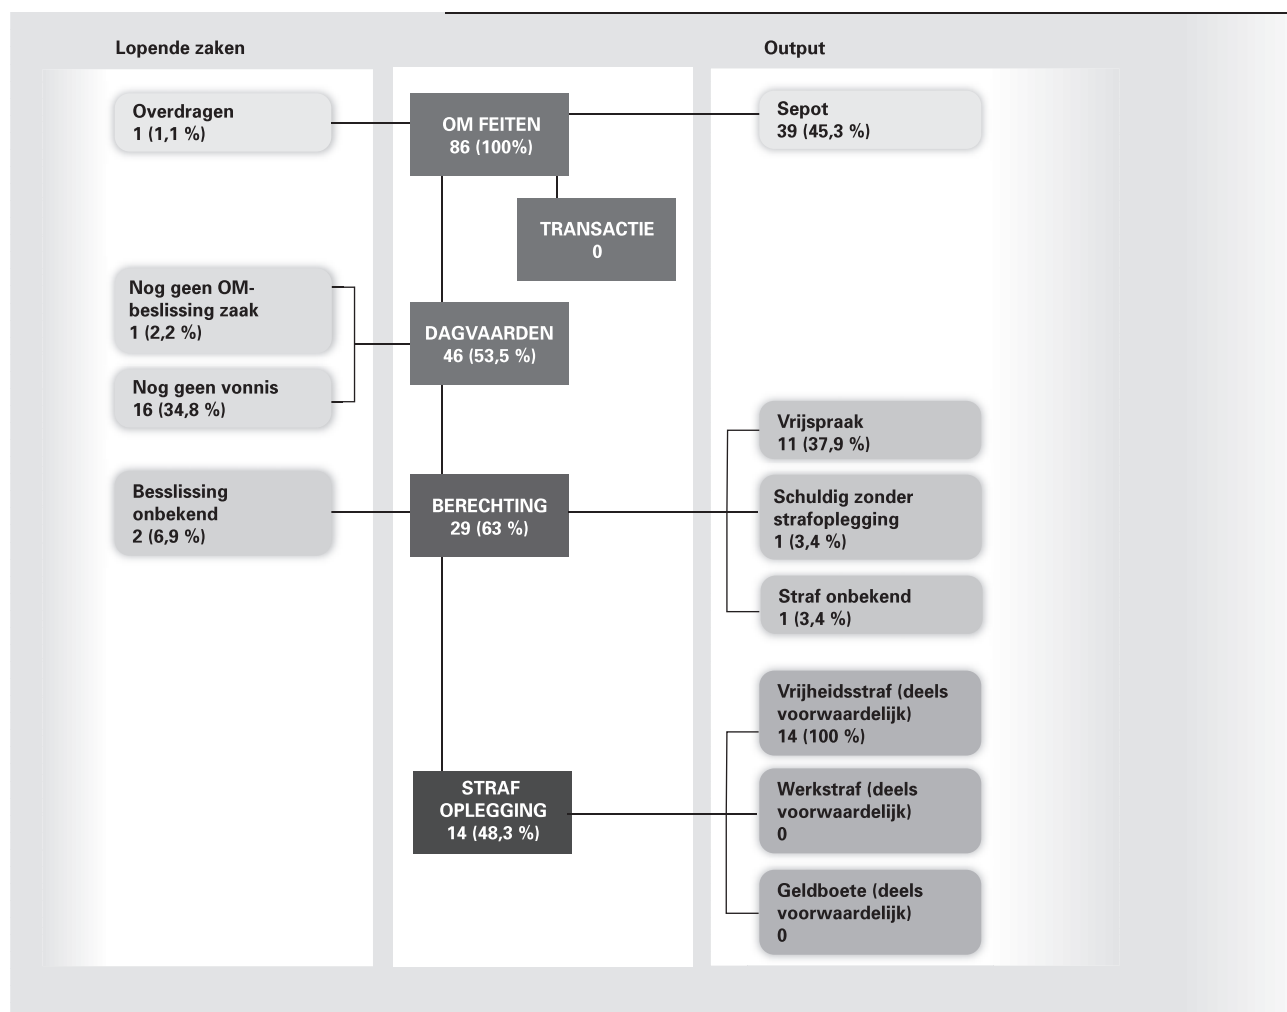 Lopende zaken
Output
Overdragen
1 (1,1 %)
OM FEITEN
86 (100%)
Sepot
39 (45,3 %)
TRANSACTIE
0
Nog geen OM-
beslissing zaak
1 (2,2 %)
DAGVAARDEN
46 (53,5 %)
Nog geen vonnis
16 (34,8 %)
Vrijspraak
11 (37,9 %)
Besslissing
onbekend
2 (6,9 %)
BERECHTING
29 (63 %)
Schuldig zonder
strafoplegging
1 (3,4 %)
Straf onbekend
1 (3,4 %)
Vrijheidsstraf (deels
voorwaardelijk)
14 (100 %)
STRAF
OPLEGGING
14 (48,3 %)
Werkstraf (deels
voorwaardelijk)
0
Geldboete (deels
voorwaardelijk)
0